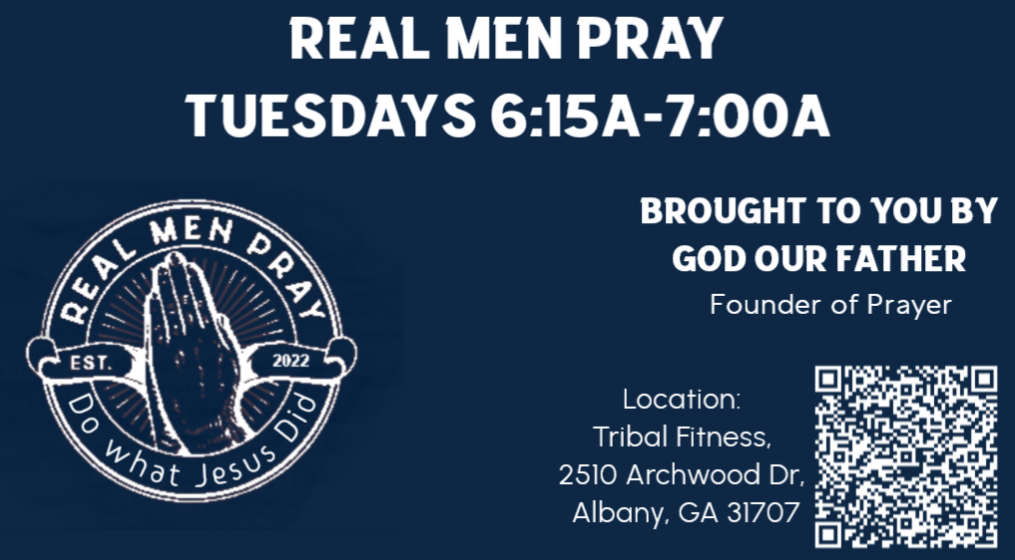 REAL MEN PRAY
TUESDAYS 6:15A-7:00A
REAL MEN PRAY
EST. 2022
Do what Jesus Did
BROUGHT TO YOU BY
GOD OUR FATHER
Founder of Prayer
Location:
Tribal Fitness,
2510 Archwood Dr,
Albany, GA 31707